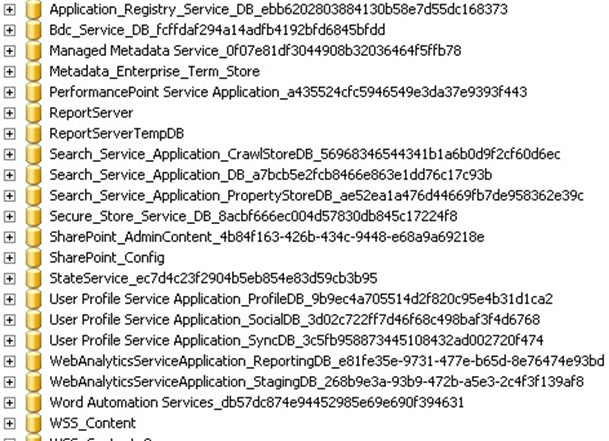 Application_Registry_Service_DB_ebb6202803884130b58e7d55dc168373
Bdc_Service_DB_fcffdaf294a14adfb4192bfd6845bfdd
Managed Metadata Service_0f07e81df3044908b32036464f5ffb78
Metadata_Enterprise_Term_Store
PerformancePoint Service Application_a435524cfc5946549e3da37e9393f443
ReportServer
ReportServerTempDB
Search_Service_Application_CrawlStoreDB_56968346544341b1a6b0d9f2cf60d6ec
Search_Service_Application_DB_a7bcb5e2fcb8466e863e1dd76c17c93b
Search_Service_Application_PropertyStoreDB_ae52ea1a476d44669fb7de958362e39c
Secure_Store_Service_DB_8acbf666ec004d57830db845c17224f8
SharePoint_AdminContent_4b84f163-426b-434c-9448-e68a9a69218e
SharePoint_Config
StateService_ec7d4c23f2904b5eb854e83d59cb3b95
User Profile Service Application_ProfileDB_9b9ec4a705514d2f820c95e4b31d1ca2
User Profile Service Application_SocialDB_3d02c722ff7d46f68c498baf3f4d6768
User Profile Service Application_SyncDB_3c5fb958873445108432ad002720f474
WebAnalyticsServiceApplication_ReportingDB_e81fe35e-9731-477e-b65d-8e76474e93bd
WebAnalyticsServiceApplication_StagingDB_268b9e3a-93b9-472b-a5e3-2c4f3f139af8
Word Automation Services_db57dc874e94452985e69e690f394631
WSS_Content